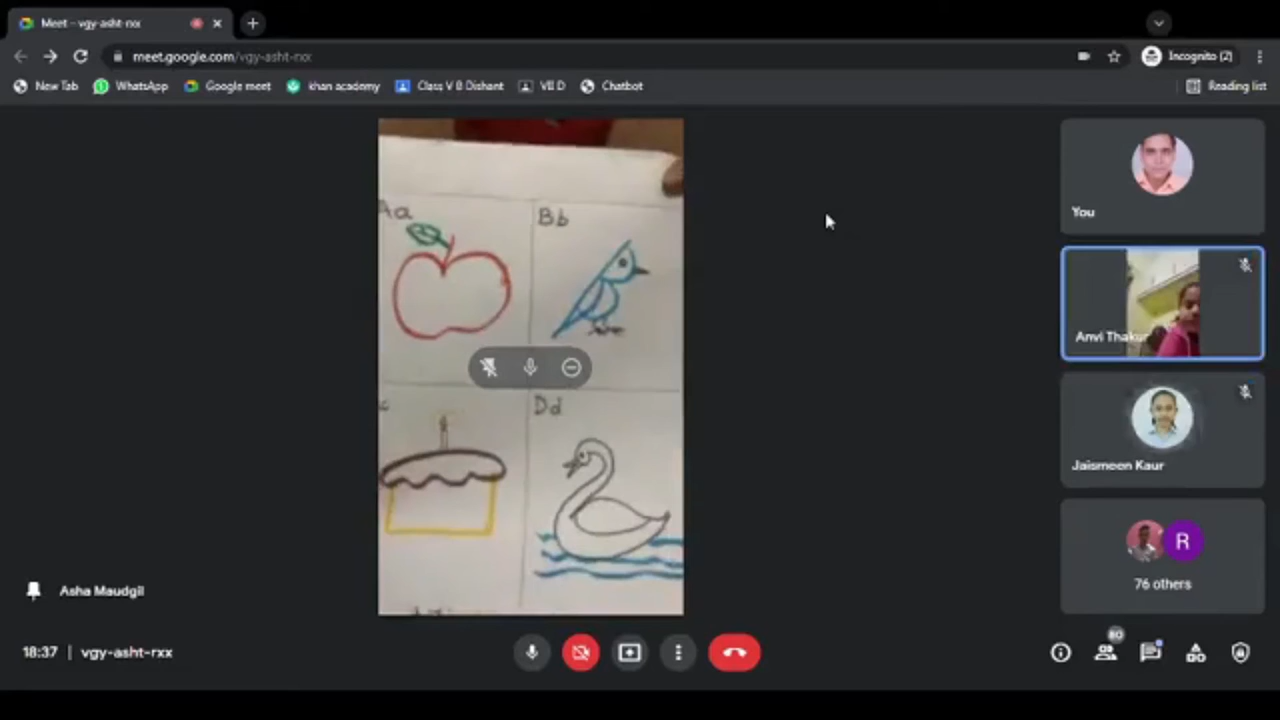 Meet - vgy-asht-rxx
meet.google.com/vgy-asht-rxx
Incognito (2)
New Tab
WhatsApp
Google meet
khan academy
Class V B Dishant
VII D
Chatbot
Reading list
Aa
Bb
c
Dd
You
Anvi Thakur
Jaismeen Kaur
R
76 others
Asha Maudgil
18:37 | vgy-asht-rxx
80